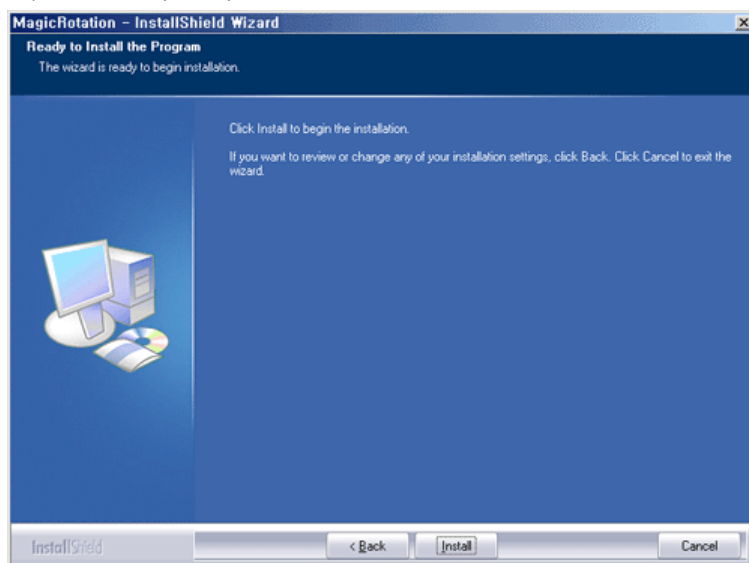 MagicRotation - InstallShield Wizard
Ready to Install the Program
The wizard is ready to begin installation.
Click Install to begin the installation.
If you want to review or change any of your installation settings, click Back. Click Cancel to exit the
wizard.
InstallShield
< Back
Install
Cancel